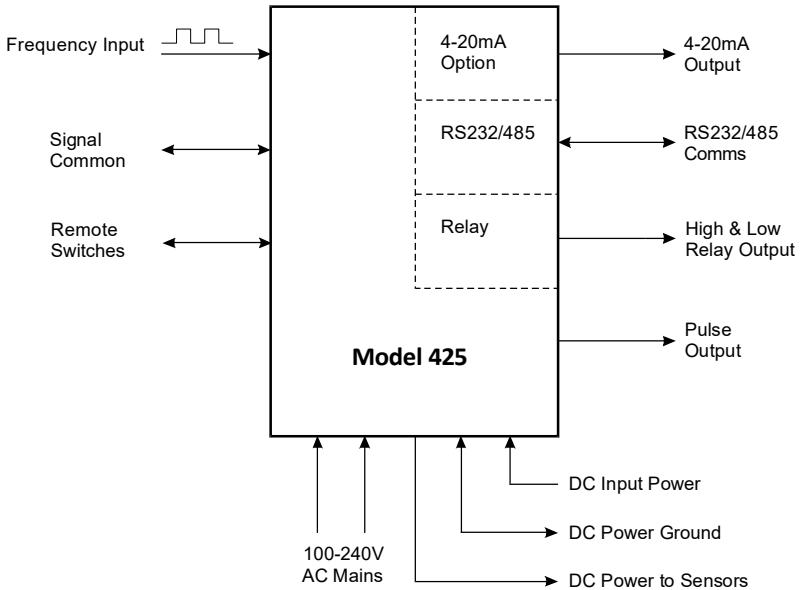 Frequency Input
Signal
Common
Remote
Switches
4-20mA
Option
RS232/485
Relay
Model 425
4-20mA
Output
RS232/485
Comms
High & Low
Relay Output
Pulse
Output
100-240V
AC Mains
DC Input Power
DC Power Ground
DC Power to Sensors